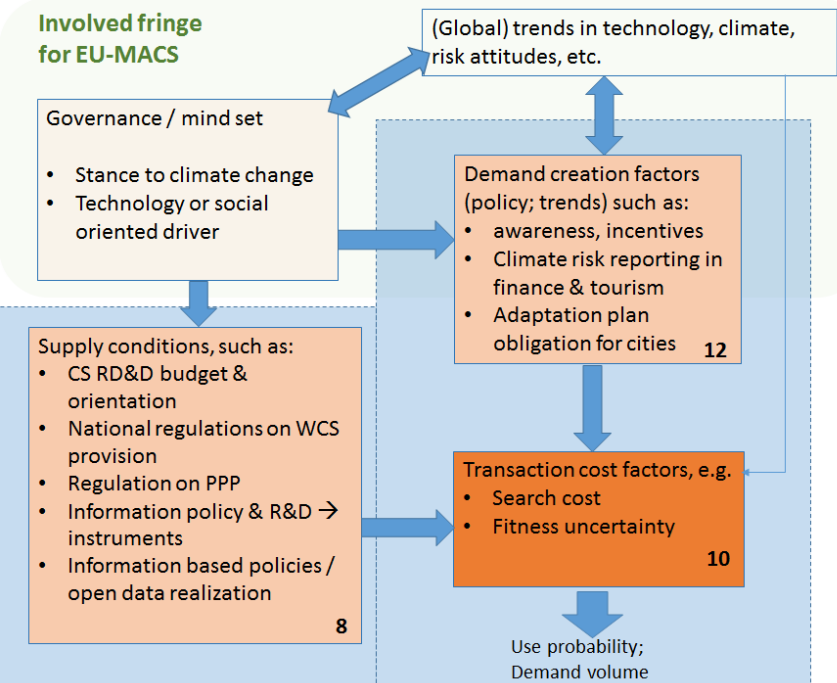 Involved fringe
for EU-MACS
(Global) trends in technology, climate,
risk attitudes, etc.
Governance / mind set
• Stance to climate change
• Technology or social
oriented driver
Demand creation factors
(policy; trends) such as:
• awareness, incentives
• Climate risk reporting in
finance & tourism
• Adaptation plan
obligation for cities
12
Supply conditions, such as:
• CS RD&D budget &
orientation
• National regulations on WCS
provision
• Regulation on PPP
• Information policy & R&D →
instruments
• Information based policies /
open data realization
8
Transaction cost factors, e.g.
• Search cost
• Fitness uncertainty
10
Use probability;
Demand volume